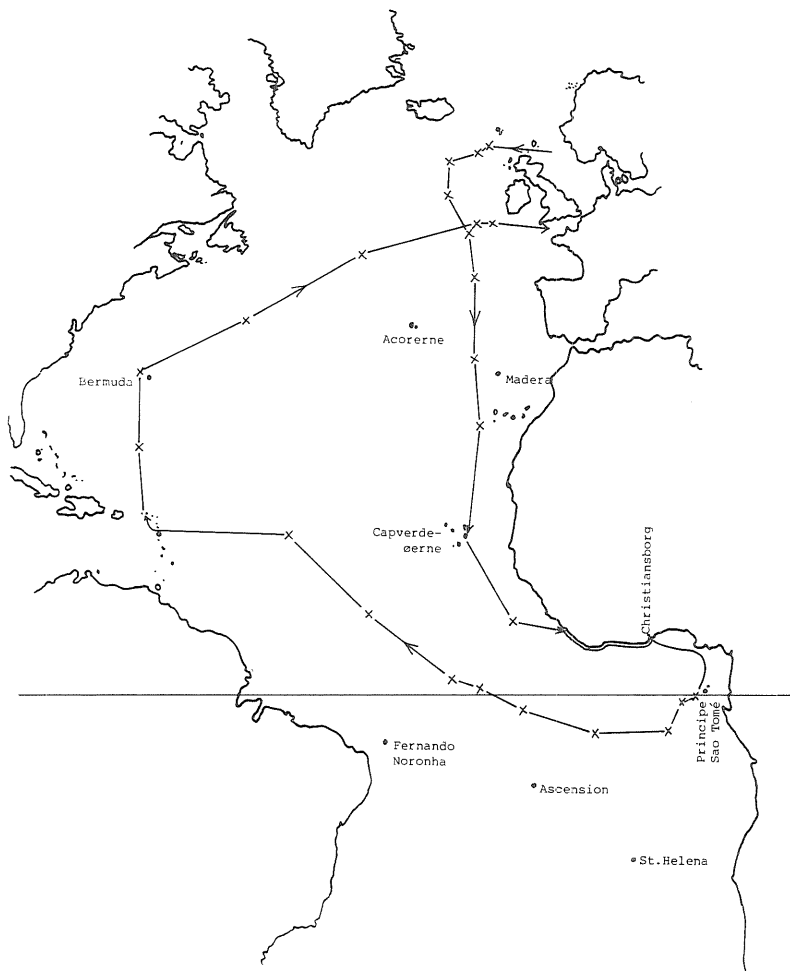 Acorerne
Bermuda
Madera
Capverde-
øerne
Christiansborg
Principe
Sao Tomé
Fernando
Noronha
Ascension
St.Helena